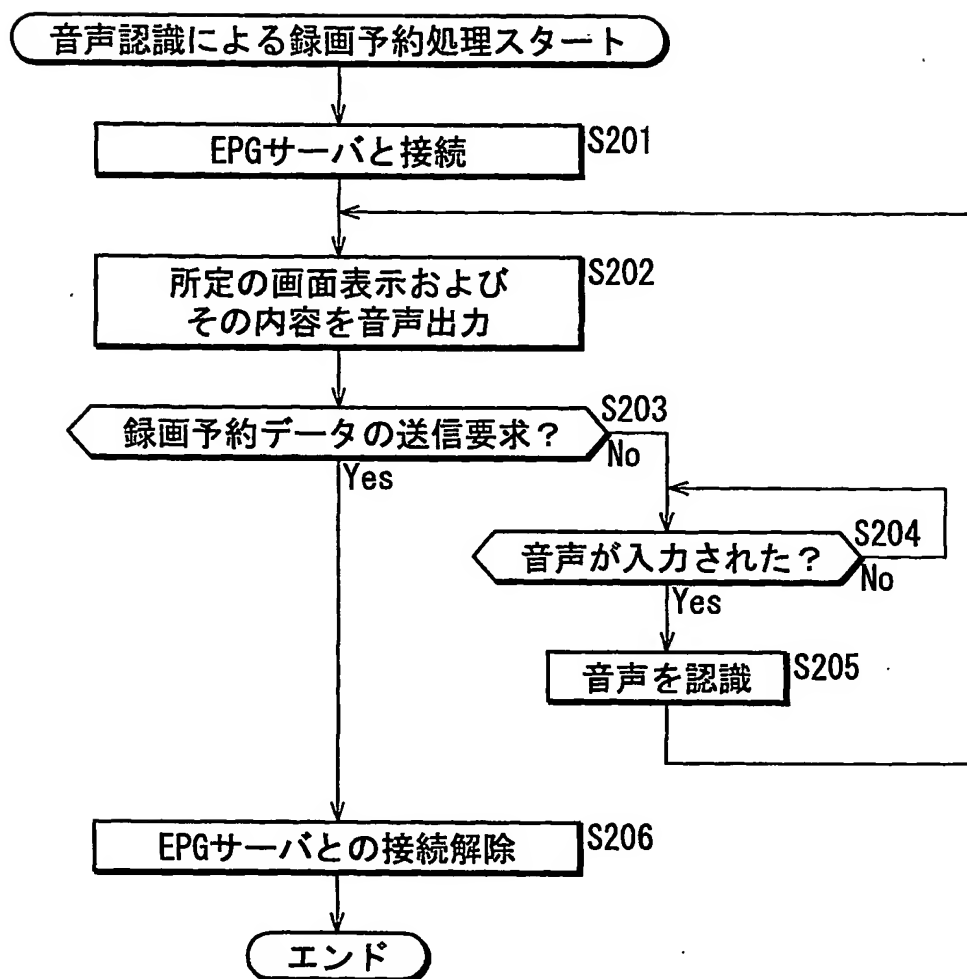 音声認識による録画予約処理スタート
EPGサーバと接続
S201
所定の画面表示および
その内容を音声出力
S202
録画予約データの送信要求？
S203
No
Yes
音声が入力された？
S204
No
Yes
音声を認識
S205
EPGサーバとの接続解除
S206
エンド